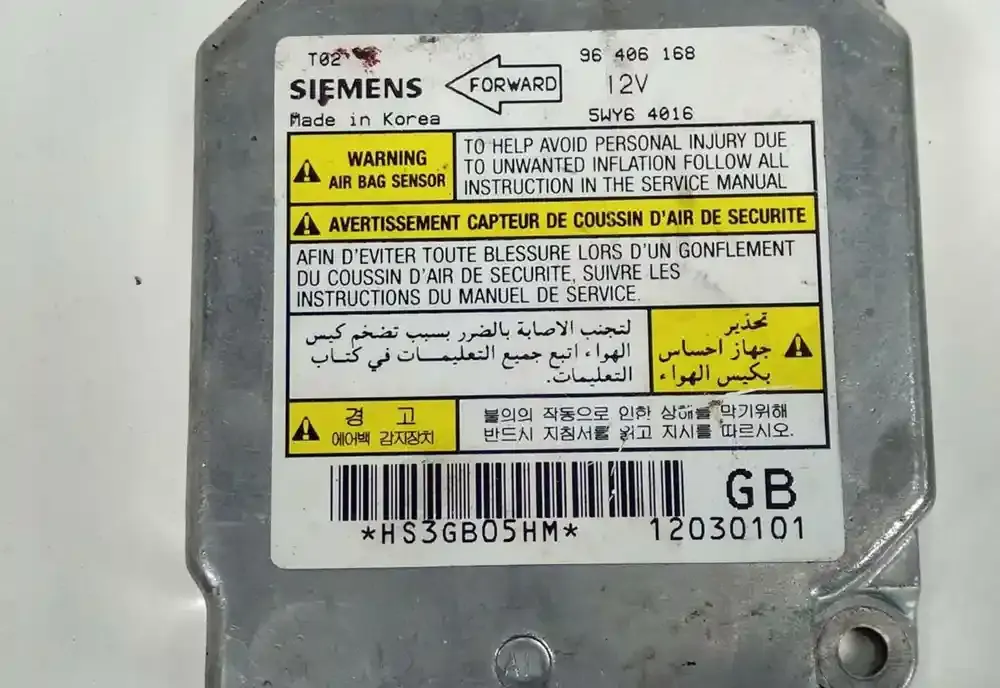 T02
96 406 168
SIEMENS
FORWARD
12V
Made in Korea
5WY6 4016
WARNING
AIR BAG SENSOR
TO HELP AVOID PERSONAL INJURY DUE
TO UNWANTED INFLATION FOLLOW ALL
INSTRUCTION IN THE SERVICE MANUAL
AVERTISSEMENT CAPTEUR DE COUSSIN D'AIR DE SECURITE
AFIN D'EVITER TOUTE BLESSURE LORS D'UN GONFLEMENT
DU COUSSIN D'AIR DE SECURITE, SUIVRE LES
INSTRUCTIONS DU MANUEL DE SERVICE.
تحذير
جهاز احساس
بكيس الهواء
لتجنب الاصابة بالضرر بسبب تضخم كيس
الهواء اتبع جميع التعليمات في كتاب
التعليمات.
경 고
에어백 감지장치
불의의 작동으로 인한 상해를 막기위해
반드시 지침서를 읽고 지시를 따르시오.
GB
*HS3GB05HM*
12030101